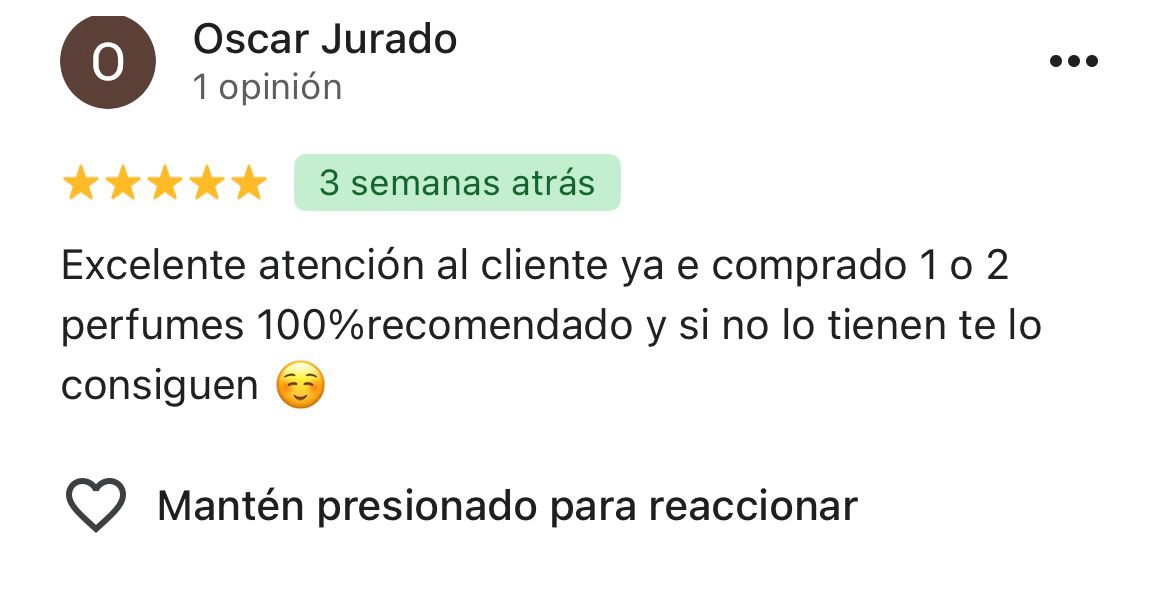 O
Oscar Jurado
1 opinión
3 semanas atrás
Excelente atención al cliente ya e comprado 1 o 2
perfumes 100%recomendado y si no lo tienen te lo
consiguen ☺️
Mantén presionado para reaccionar